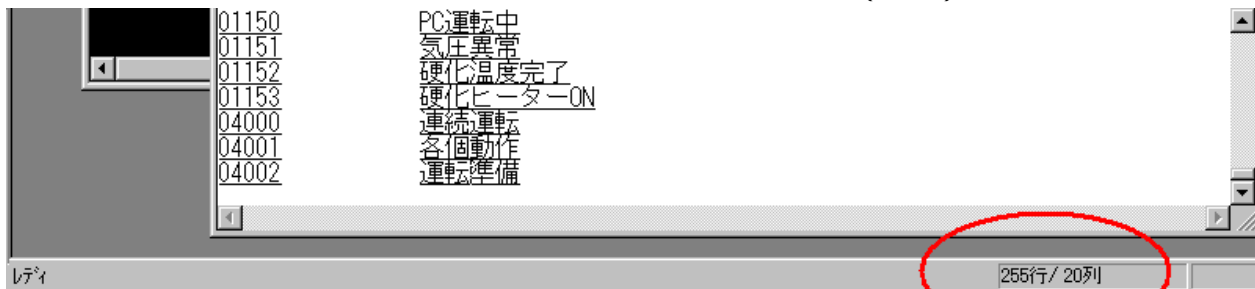 01150 PC運転中
01151 気圧異常
01152 硬化温度完了
01153 硬化ヒーターON
04000 連続運転
04001 各個動作
04002 運転準備
ﾚﾃﾞｨ 255行/ 20列